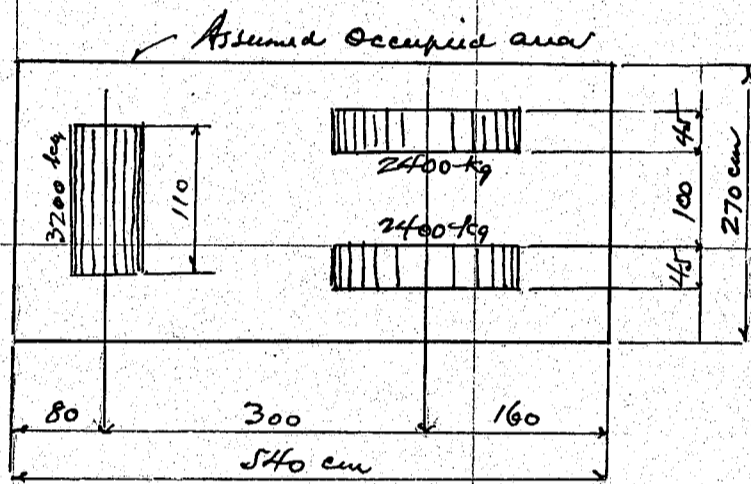 Assumed Occupied area
3200 kg
110
2400 kg
2400 kg
45
100
45
270 cm
80
300
160
540 cm